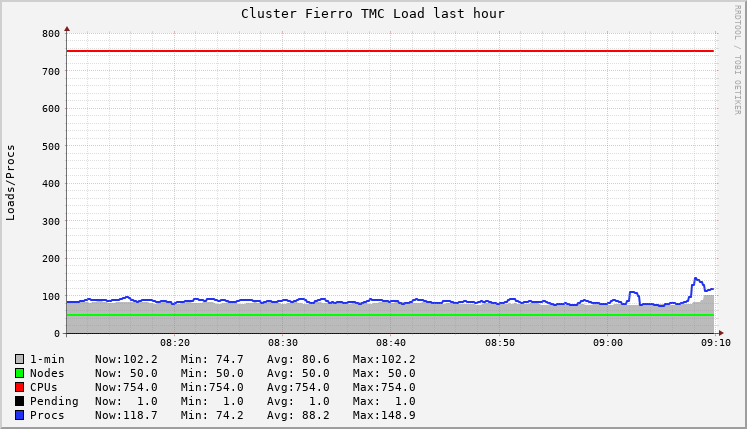 Cluster Fierro TMC Load last hour
RRDTOOL / TOBI OETIKER
Loads/Procs
800
700
600
500
400
300
200
100
0
08:20 08:30 08:40 08:50 09:00 09:10
1-min Now:102.2 Min: 74.7 Avg: 80.6 Max:102.2
Nodes Now: 50.0 Min: 50.0 Avg: 50.0 Max: 50.0
CPUs Now:754.0 Min:754.0 Avg:754.0 Max:754.0
Pending Now: 1.0 Min: 1.0 Avg: 1.0 Max: 1.0
Procs Now:118.7 Min: 74.2 Avg: 88.2 Max:148.9